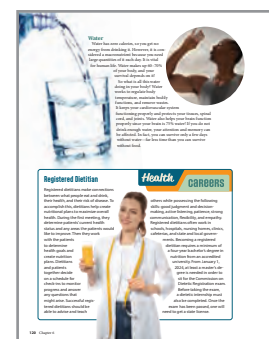 Water
Water has zero calories, so you get no
energy from drinking it. However, it is con-
sidered a macronutrient because you need
large quantities of it each day. It is vital
for human life. Water makes up 60–70%
of your body, and your
survival depends on it!
So what is all this water
doing in your body? Water
works to regulate body
temperature, maintain healthy
functions, and remove wastes.
It keeps your cardiovascular system
functioning properly and protects your tissues, spinal
cord, and joints. Water also helps your brain function
properly since your brain is 75% water! If you do not
drink enough water, your attention and memory can
be affected. In fact, you can survive only a few days
without water—far less time than you can survive
without food.
Health CAREERS
Registered Dietitian
Registered dietitians make connections
between what people eat and drink,
their health, and their risk of disease. To
accomplish this, dietitians help create
nutritional plans to maximize overall
health. During the first meeting, they
determine patients' current health
status and any areas the patients would
like to improve. Then they work
with the patients
to determine
health goals and
create nutrition
plans. Dietitians
and patients
together decide
on a schedule for
check-ins to monitor
progress and answer
any questions that
might arise. Successful regis-
tered dietitians should be
able to advise and teach
others while possessing the following
skills: good judgment and decision-
making, active listening, patience, strong
communication, flexibility, and empathy.
Registered dietitians often work in
schools, hospitals, nursing homes, clinics,
cafeterias, and state and local govern-
ments. Becoming a registered
dietitian requires a minimum of
a four-year bachelor's degree in
nutrition from an accredited
university. From January 1,
2024, at least a master's de-
gree is needed in order to
sit for the Commission on
Dietetic Registration exam.
Before taking the exam,
a dietetic internship must
also be completed. Once the
exam has been passed, one will
need to get a state license.
120 Chapter 6